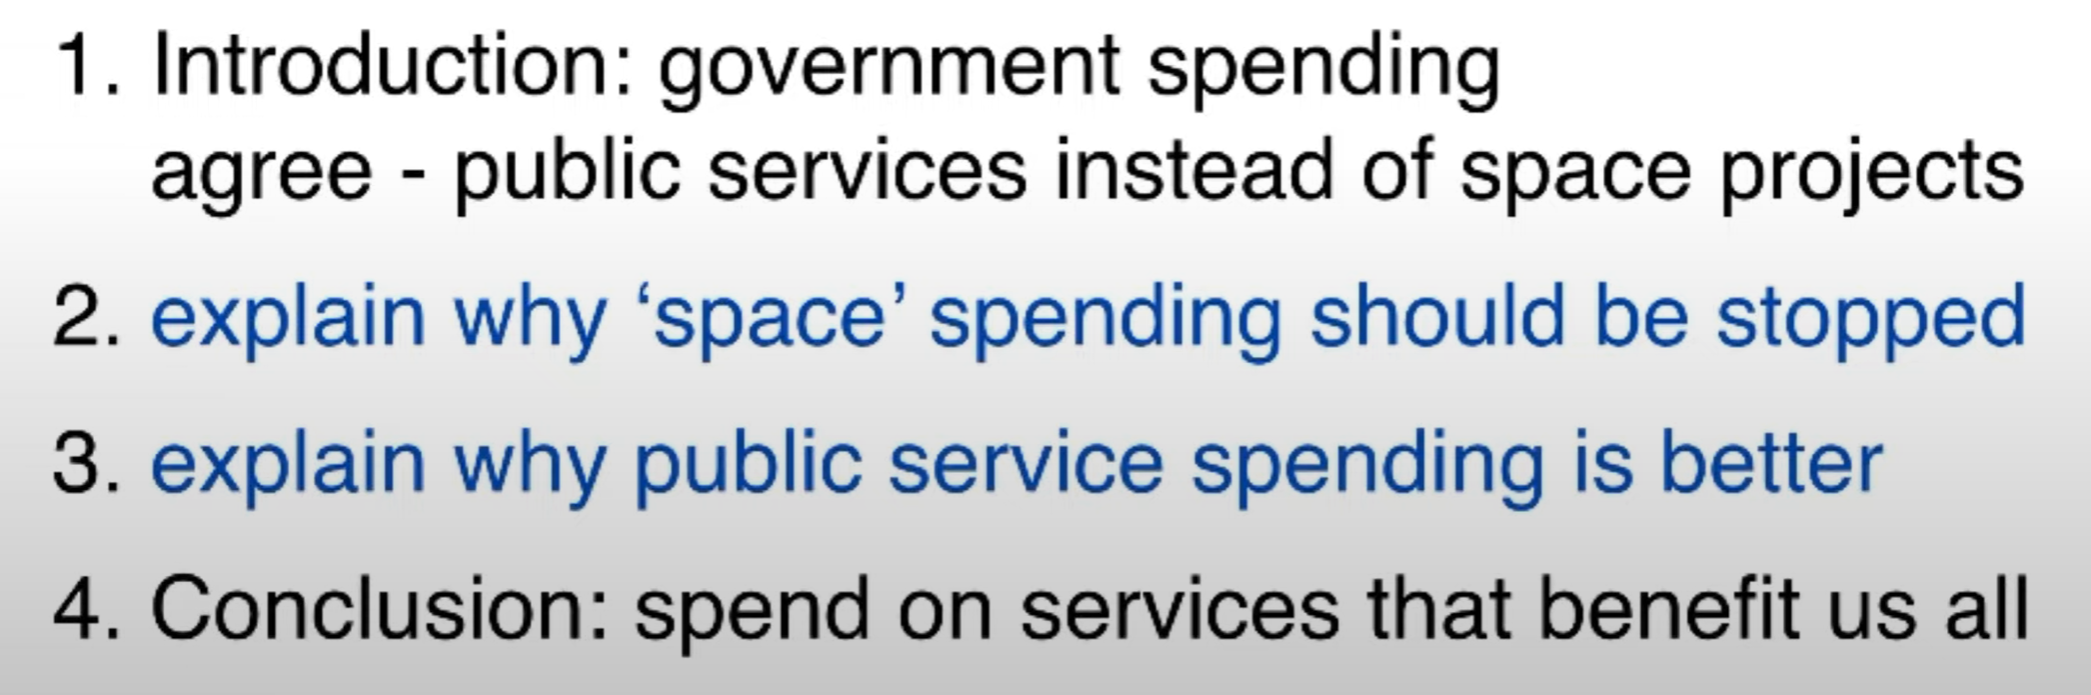 1. Introduction: government spending
agree - public services instead of space projects
2. explain why ‘space’ spending should be stopped
3. explain why public service spending is better
4. Conclusion: spend on services that benefit us all